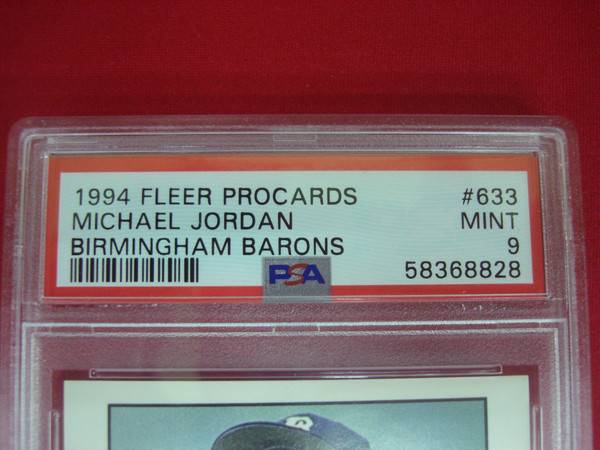 1994 FLEER PROCARDS #633
MICHAEL JORDAN MINT
BIRMINGHAM BARONS 9
PSA 58368828
B